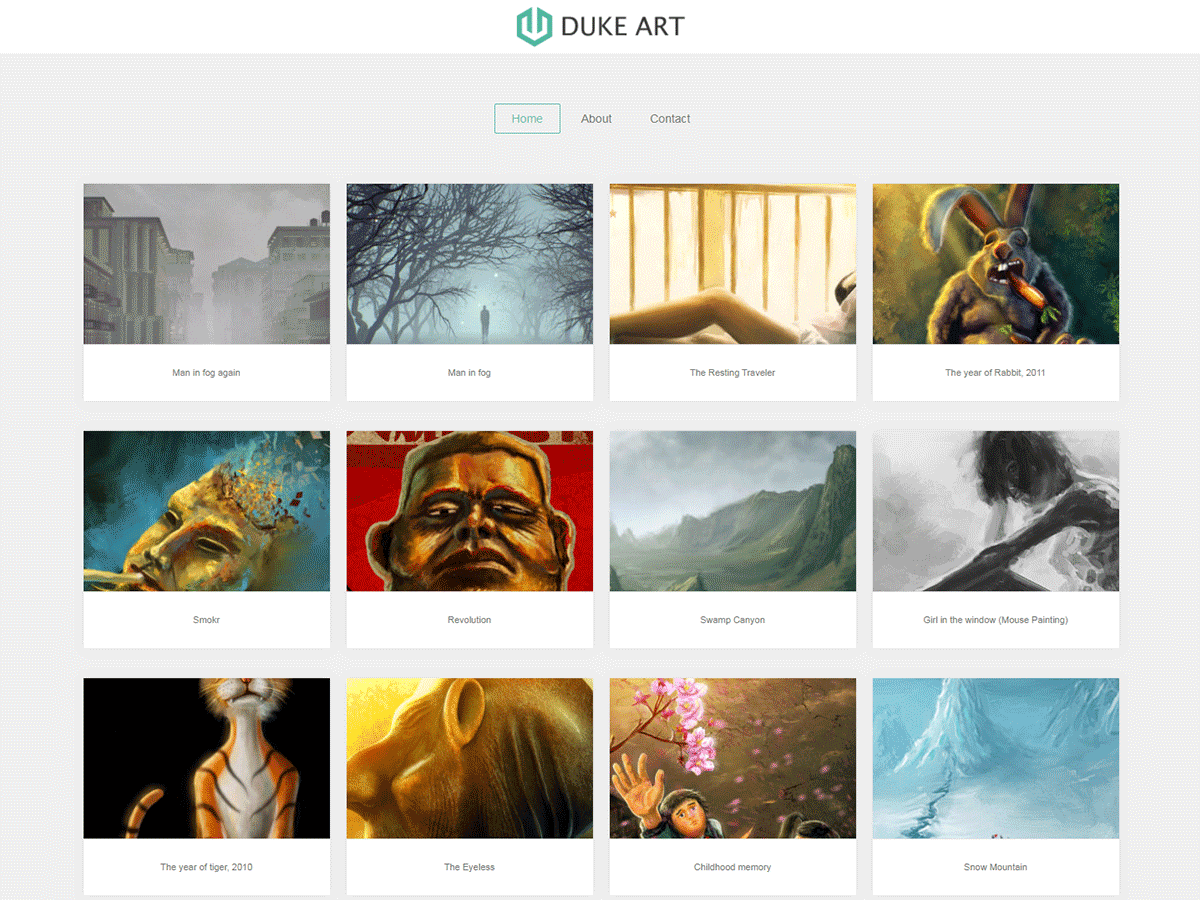 DUKE ART
Home About Contact
Man in fog again
Man in fog
The Resting Traveler
The year of Rabbit, 2011
Smokr
Revolution
Swamp Canyon
Girl in the window (Mouse Painting)
The year of tiger, 2010
The Eyeless
Childhood memory
Snow Mountain